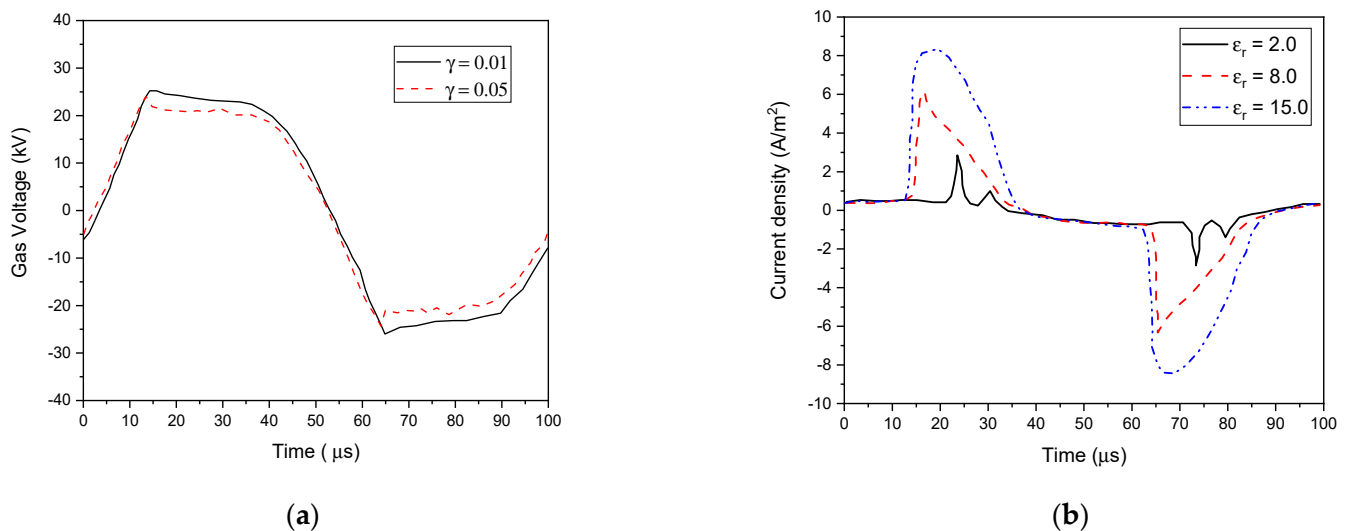 40
30
20
10
0
-10
-20
-30
-40
Gas Voltage (kV)
γ = 0.01
γ = 0.05
0 10 20 30 40 50 60 70 80 90 100
Time ( μs)
(a)
10
8
6
4
2
0
-2
-4
-6
-8
-10
Current density (A/m²)
εr = 2.0
εr = 8.0
εr = 15.0
0 10 20 30 40 50 60 70 80 90 100
Time (μs)
(b)